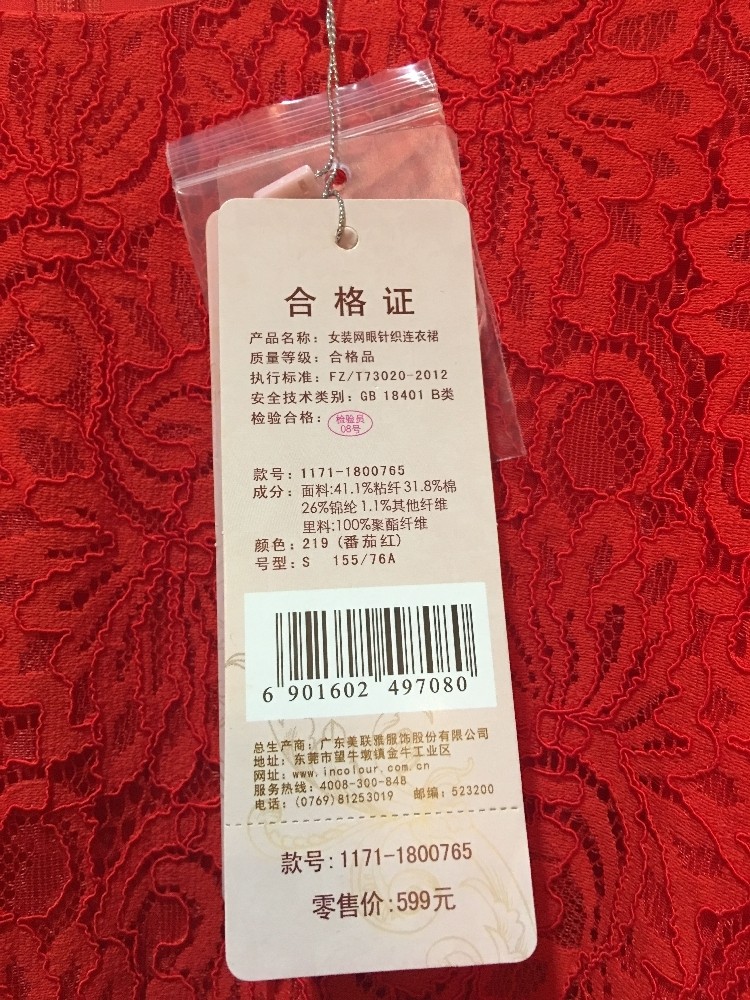 合格证
产品名称：女装网眼针织连衣裙
质量等级：合格品
执行标准：FZ/T73020-2012
安全技术类别：GB 18401 B类
检验合格：
检验员
08号
款号：1171-1800765
成分：面料:41.1%粘纤31.8%棉
26%锦纶1.1%其他纤维
里料:100%聚酯纤维
颜色：219（番茄红）
号型：S 155/76A
6 901602 497080
总生产商：广东美联雅服饰股份有限公司
地址：东莞市望牛墩镇金牛工业区
网址：www.incolour.com.cn
服务热线：4008-300-848
电话：(0769)81253019 邮编：523200
款号:1171-1800765
零售价:599元